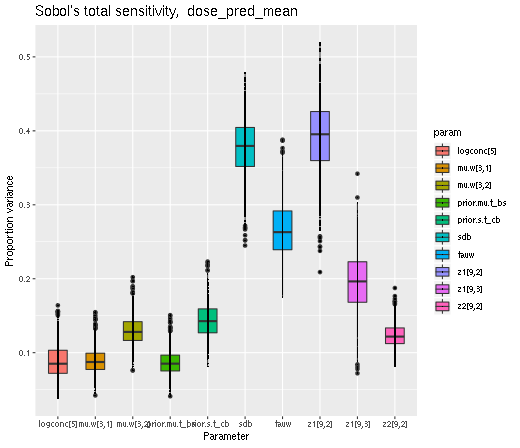 Sobol's total sensitivity,  dose_pred_mean
0.5
0.4
0.3
0.2
0.1
Proportion variance
logconc[5] mu.w[3,1] mu.w[3,2] prior.mu.t_bs prior.s.t_cb sdb fauw z1[9,2] z1[9,3] z2[9,2]
Parameter
param
logconc[5]
mu.w[3,1]
mu.w[3,2]
prior.mu.t_bs
prior.s.t_cb
sdb
fauw
z1[9,2]
z1[9,3]
z2[9,2]